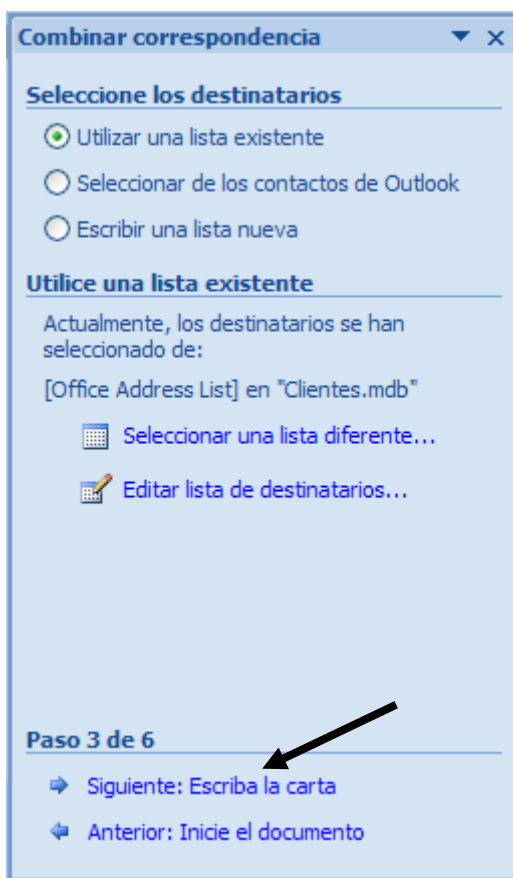 Combinar correspondencia
Seleccione los destinatarios
Utilizar una lista existente
Seleccionar de los contactos de Outlook
Escribir una lista nueva
Utilice una lista existente
Actualmente, los destinatarios se han
seleccionado de:
[Office Address List] en "Clientes.mdb"
Seleccionar una lista diferente...
Editar lista de destinatarios...
Paso 3 de 6
Siguiente: Escriba la carta
Anterior: Inicie el documento